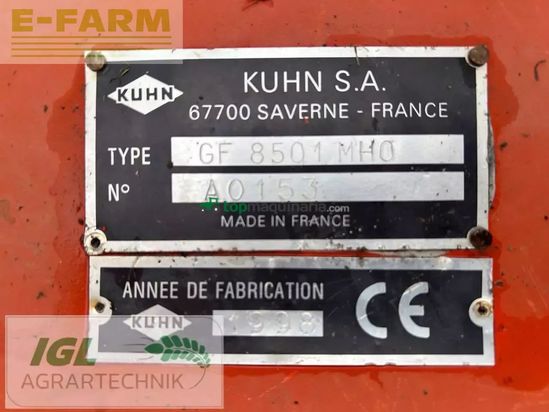 E-FARM
KUHN
KUHN S.A.
67700 SAVERNE - FRANCE
TYPE GF 8501 MHO
N° A0153
topmaquinaria.com
MADE IN FRANCE
ANNEE DE FABRICATION
KUHN 1998 CE
IGL
AGRARTECHNIK